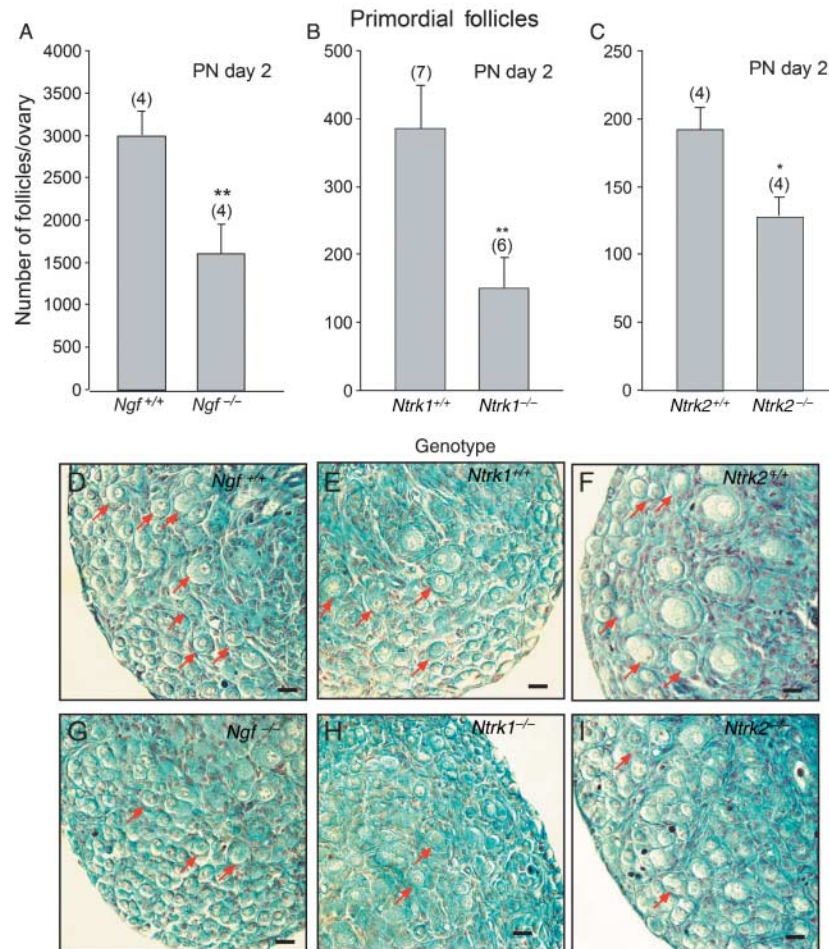 Primordial follicles
A
PN day 2
Number of follicles/ovary
4000
3500
3000
2500
2000
1500
1000
500
0
(4)
**
(4)
Ngf +/+
Ngf −/−
B
PN day 2
500
400
300
200
100
0
(7)
**
(6)
Ntrk1+/+
Ntrk1−/−
C
PN day 2
250
200
150
100
50
0
(4)
*
(4)
Ntrk2+/+
Ntrk2−/−
Genotype
D Ngf +/+
E Ntrk1+/+
F Ntrk2+/+
G Ngf −/−
H Ntrk1−/−
I Ntrk2−/−